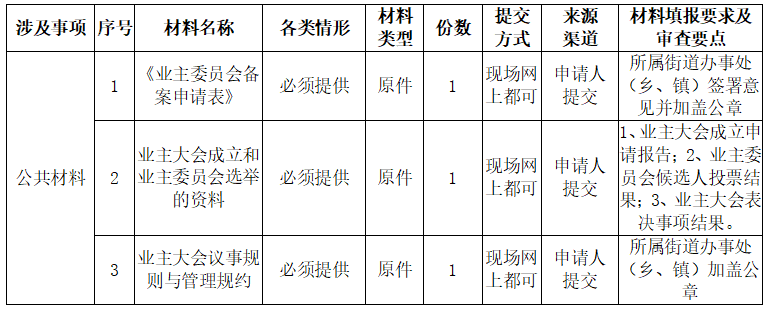 涉及事项 序号 材料名称 各类情形 材料类型 份数 提交方式 来源渠道 材料填报要求及审查要点
公共材料
1 《业主委员会备案申请表》 必须提供 原件 1 现场网上都可 申请人提交 所属街道办事处（乡、镇）签署意见并加盖公章
2 业主大会成立和业主委员会选举的资料 必须提供 原件 1 现场网上都可 申请人提交 1、业主大会成立申请报告；2、业主委员会候选人投票结果；3、业主大会表决事项结果。
3 业主大会议事规则与管理规约 必须提供 原件 1 现场网上都可 申请人提交 所属街道办事处（乡、镇）加盖公章